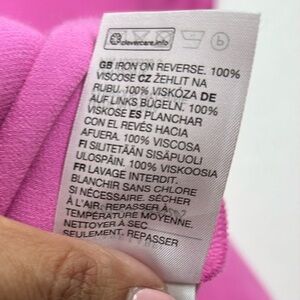 clevercare.info
GB IRON ON REVERSE. 100%
VISCOSE CZ ŽEHLIT NA
RUBU. 100% VISKÓZA DE
AUF LINKS BÜGELN. 100%
VISKOSE ES PLANCHAR
CON EL REVÉS HACIA
AFUERA. 100% VISCOSA
FI SILITETÄÄN SISÄPUOLI
ULOSPÄIN. 100% VISKOOSIA
FR LAVAGE INTERDIT.
BLANCHIR SANS CHLORE
SI NÉCESSAIRE. SÉCHER
À L'AIR. REPASSER À
TEMPÉRATURE MOYENNE.
NETTOYER À SEC
SEULEMENT. REPASSER